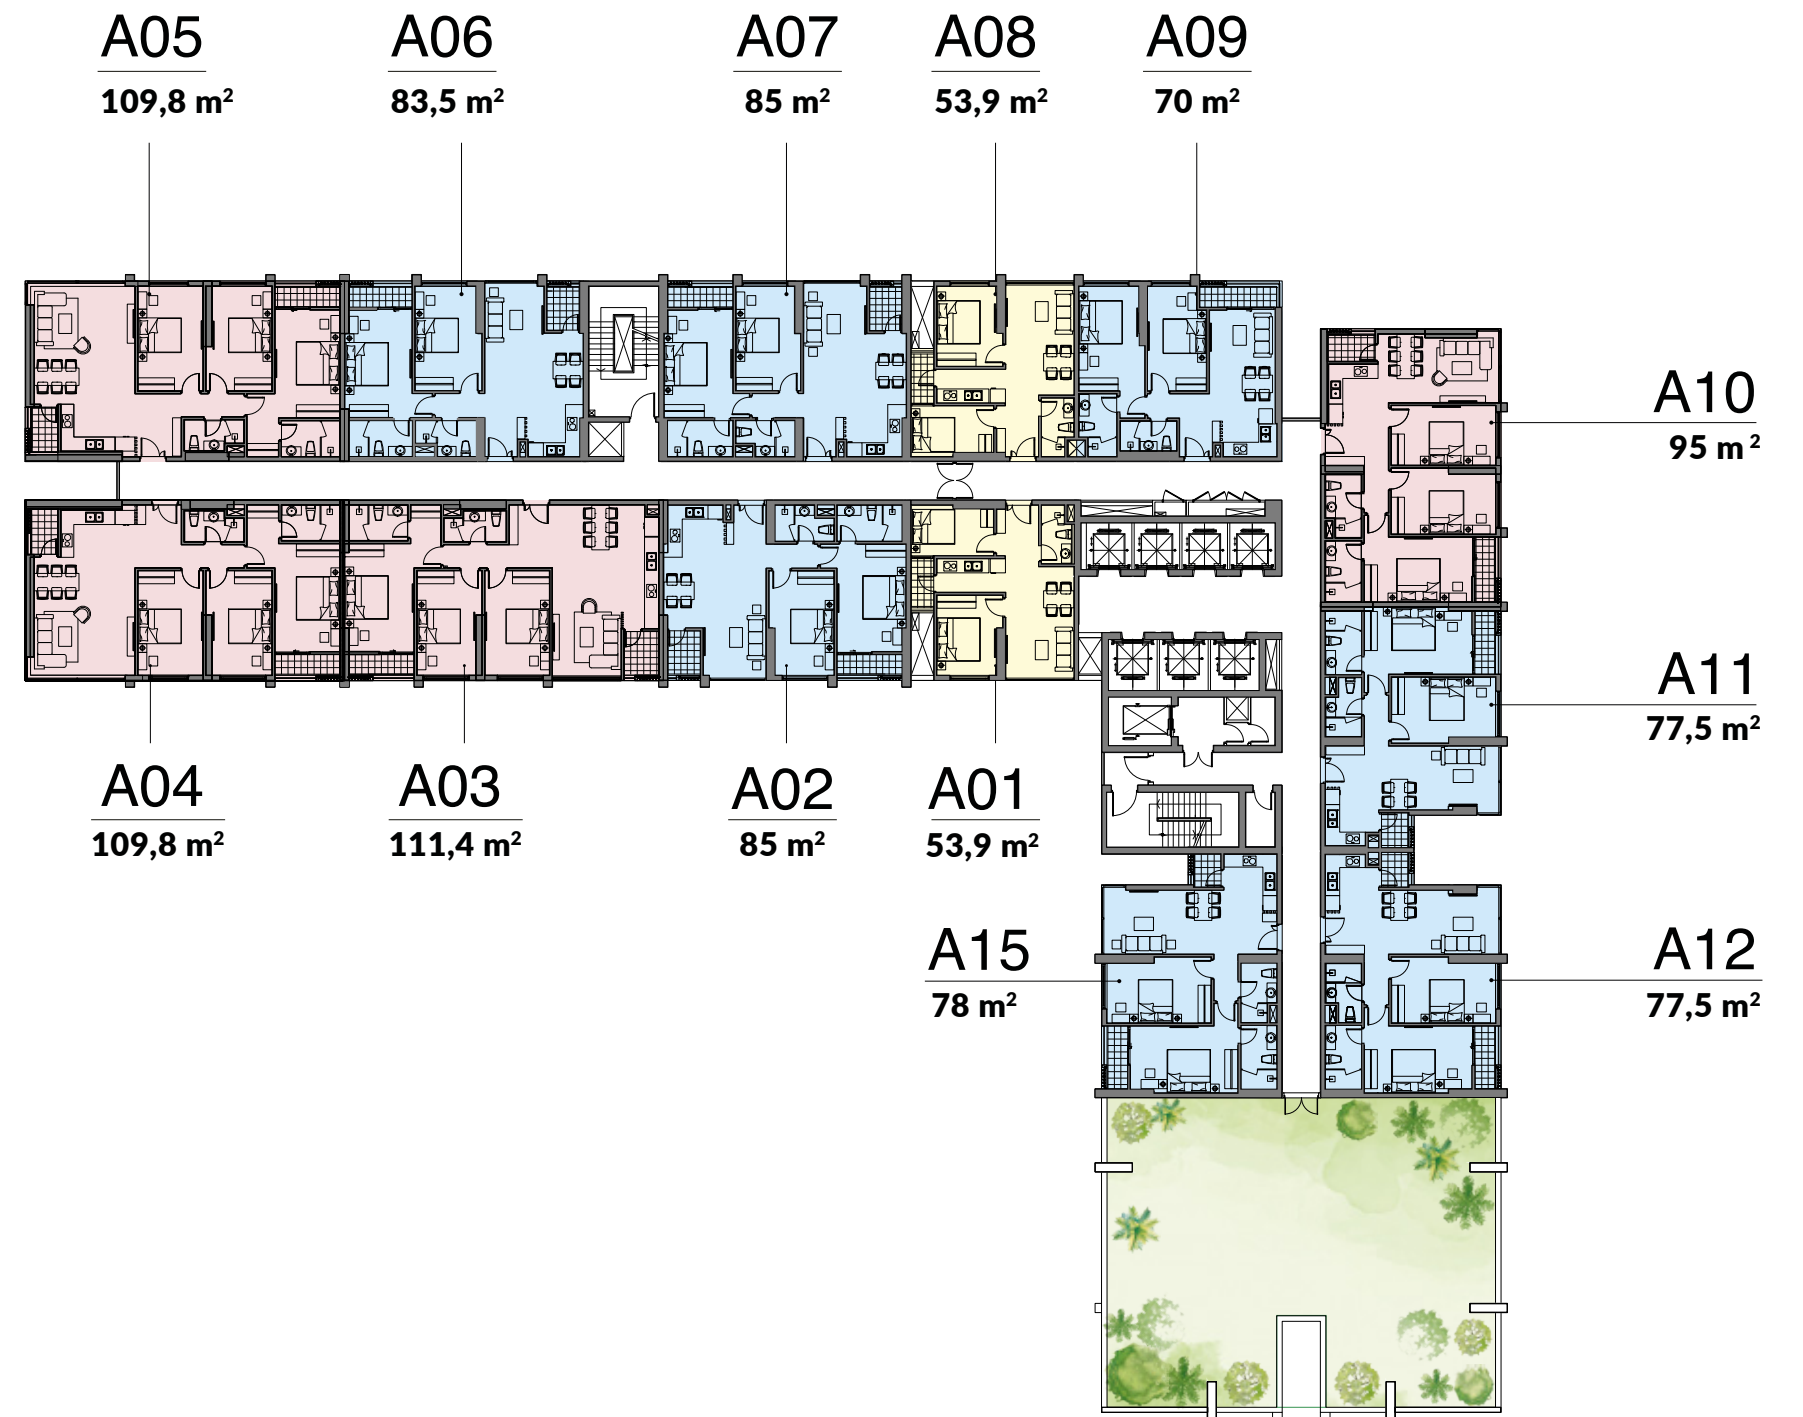 A05
109,8 m²
A06
83,5 m²
A07
85 m²
A08
53,9 m²
A09
70 m²
A10
95 m²
A11
77,5 m²
A04
109,8 m²
A03
111,4 m²
A02
85 m²
A01
53,9 m²
A15
78 m²
A12
77,5 m²